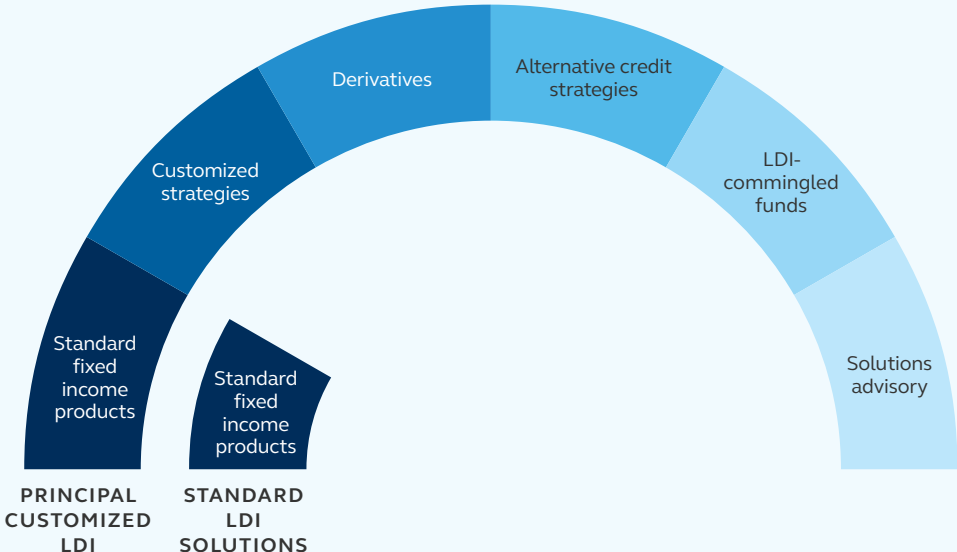 Derivatives
Alternative credit
strategies
Customized
strategies
LDI-
commingled
funds
Standard
fixed
income
products
Standard
fixed
income
products
Solutions
advisory
PRINCIPAL
CUSTOMIZED
LDI
STANDARD
LDI
SOLUTIONS